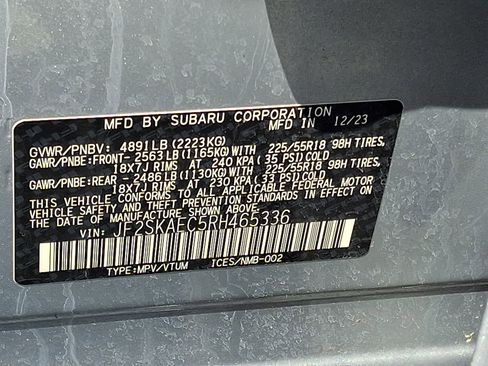 MFD BY SUBARU CORPORATION
MFD IN 12/23
GVWR/PNBV: 4891LB (2223KG)
GAWR/PNBE:FRONT- 2563LB (1165KG)WITH 225/55R18 98H TIRES,
18X7J RIMS AT 240 KPA (35 PSI)COLD
GAWR/PNBE:REAR - 2486LB (1130KG)WITH 225/55R18 98H TIRES,
18X7J RIMS AT 230 KPA (33 PSI)COLD
THIS VEHICLE CONFORMS TO ALL APPLICABLE FEDERAL MOTOR
VEHICLE SAFETY AND THEFT PREVENTION STANDARDS IN EFFECT ON
THE DATE OF MANUFACTURE SHOWN ABOVE.
VIN: JF2SKAEC5RH465336
TYPE:MPV/VTUM ICES/NMB-002